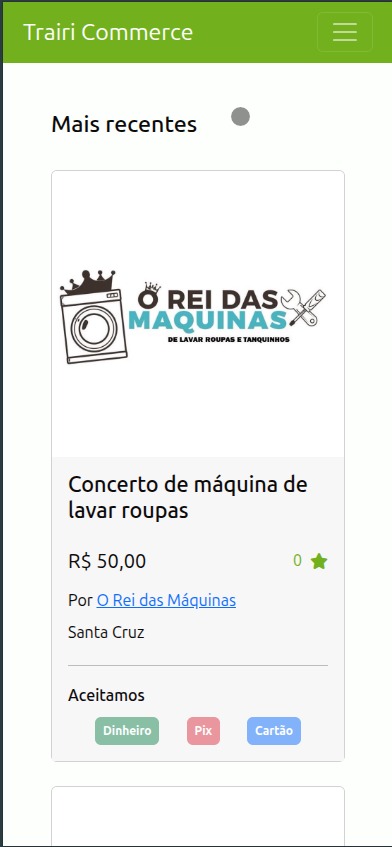 Trairi Commerce
Mais recentes
O REI DAS
MAQUINAS
DE LAVAR ROUPAS E TANQUINHOS
Concerto de máquina de
lavar roupas
R$ 50,00 0
Por O Rei das Máquinas
Santa Cruz
Aceitamos
Dinheiro Pix Cartão